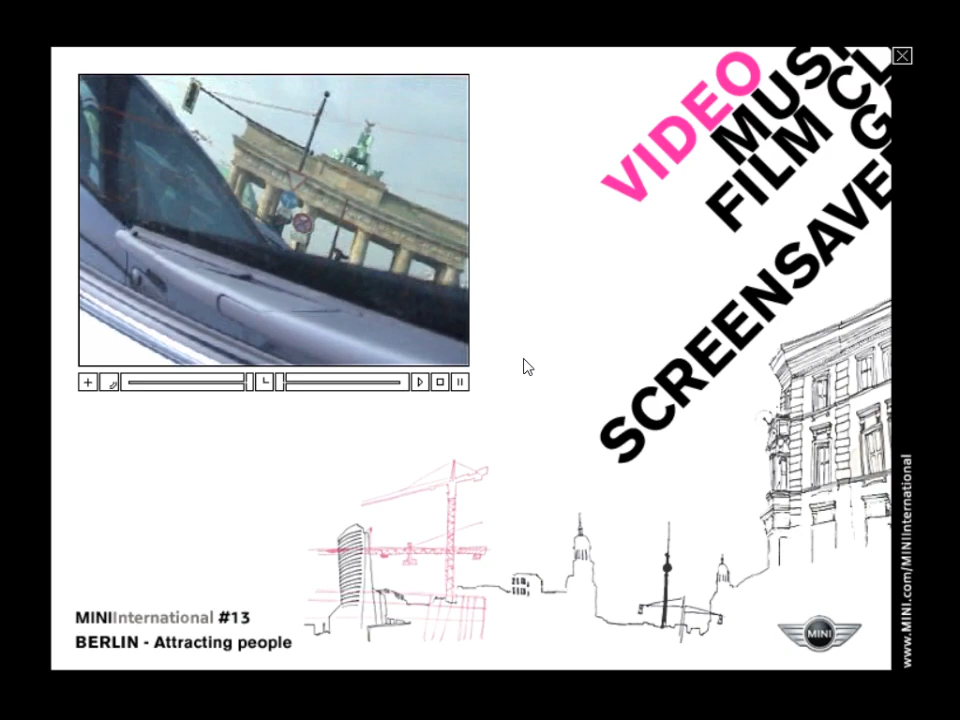 VIDEO
MUSI
FILM CL
G
SCREENSAVE
MINIInternational #13
BERLIN - Attracting people
MINI
www.MINI.com/MINIInternational